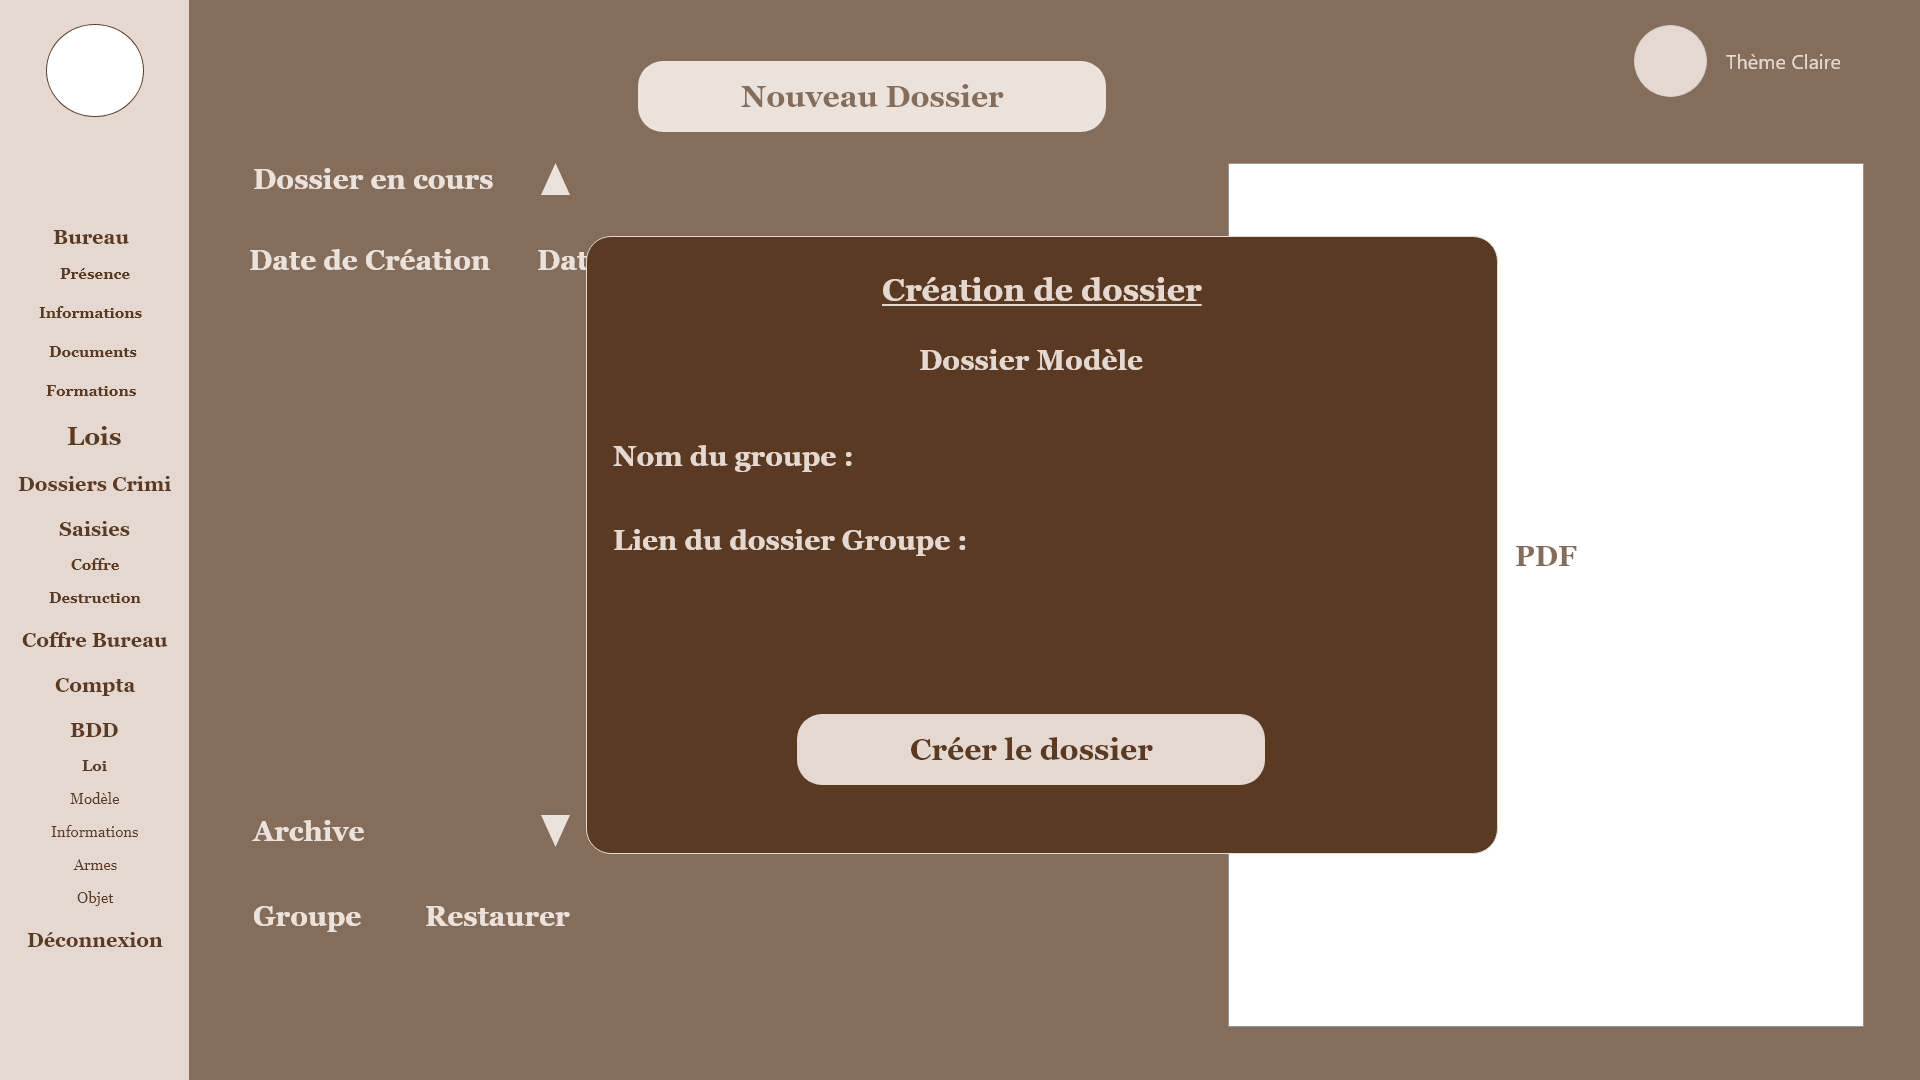 Bureau
Présence
Informations
Documents
Formations
Lois
Dossiers Crimi
Saisies
Coffre
Destruction
Coffre Bureau
Compta
BDD
Loi
Modèle
Informations
Armes
Objet
Déconnexion
Nouveau Dossier
Thème Claire
Dossier en cours
Date de Création
Dat
Création de dossier
Dossier Modèle
Nom du groupe :
Lien du dossier Groupe :
Créer le dossier
PDF
Archive
Groupe
Restaurer